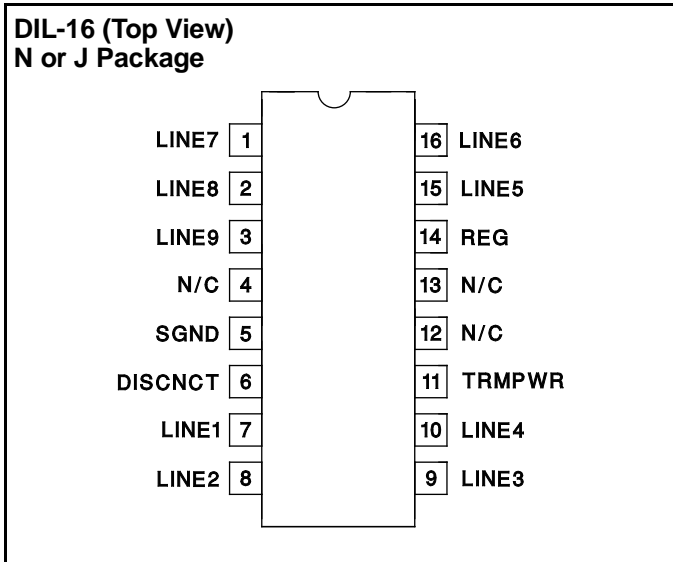 DIL-16 (Top View)
N or J Package
LINE7 1 16 LINE6
LINE8 2 15 LINE5
LINE9 3 14 REG
N/C 4 13 N/C
SGND 5 12 N/C
DISCNCT 6 11 TRMPWR
LINE1 7 10 LINE4
LINE2 8 9 LINE3